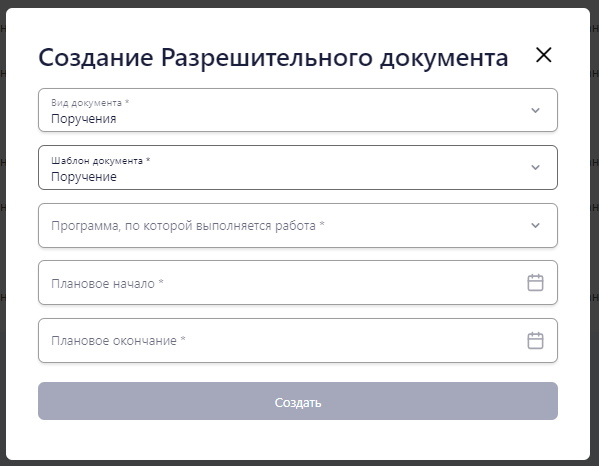 Создание Разрешительного документа
Вид документа *
Поручения
Шаблон документа *
Поручение
Программа, по которой выполняется работа *
Плановое начало *
Плановое окончание *
Создать